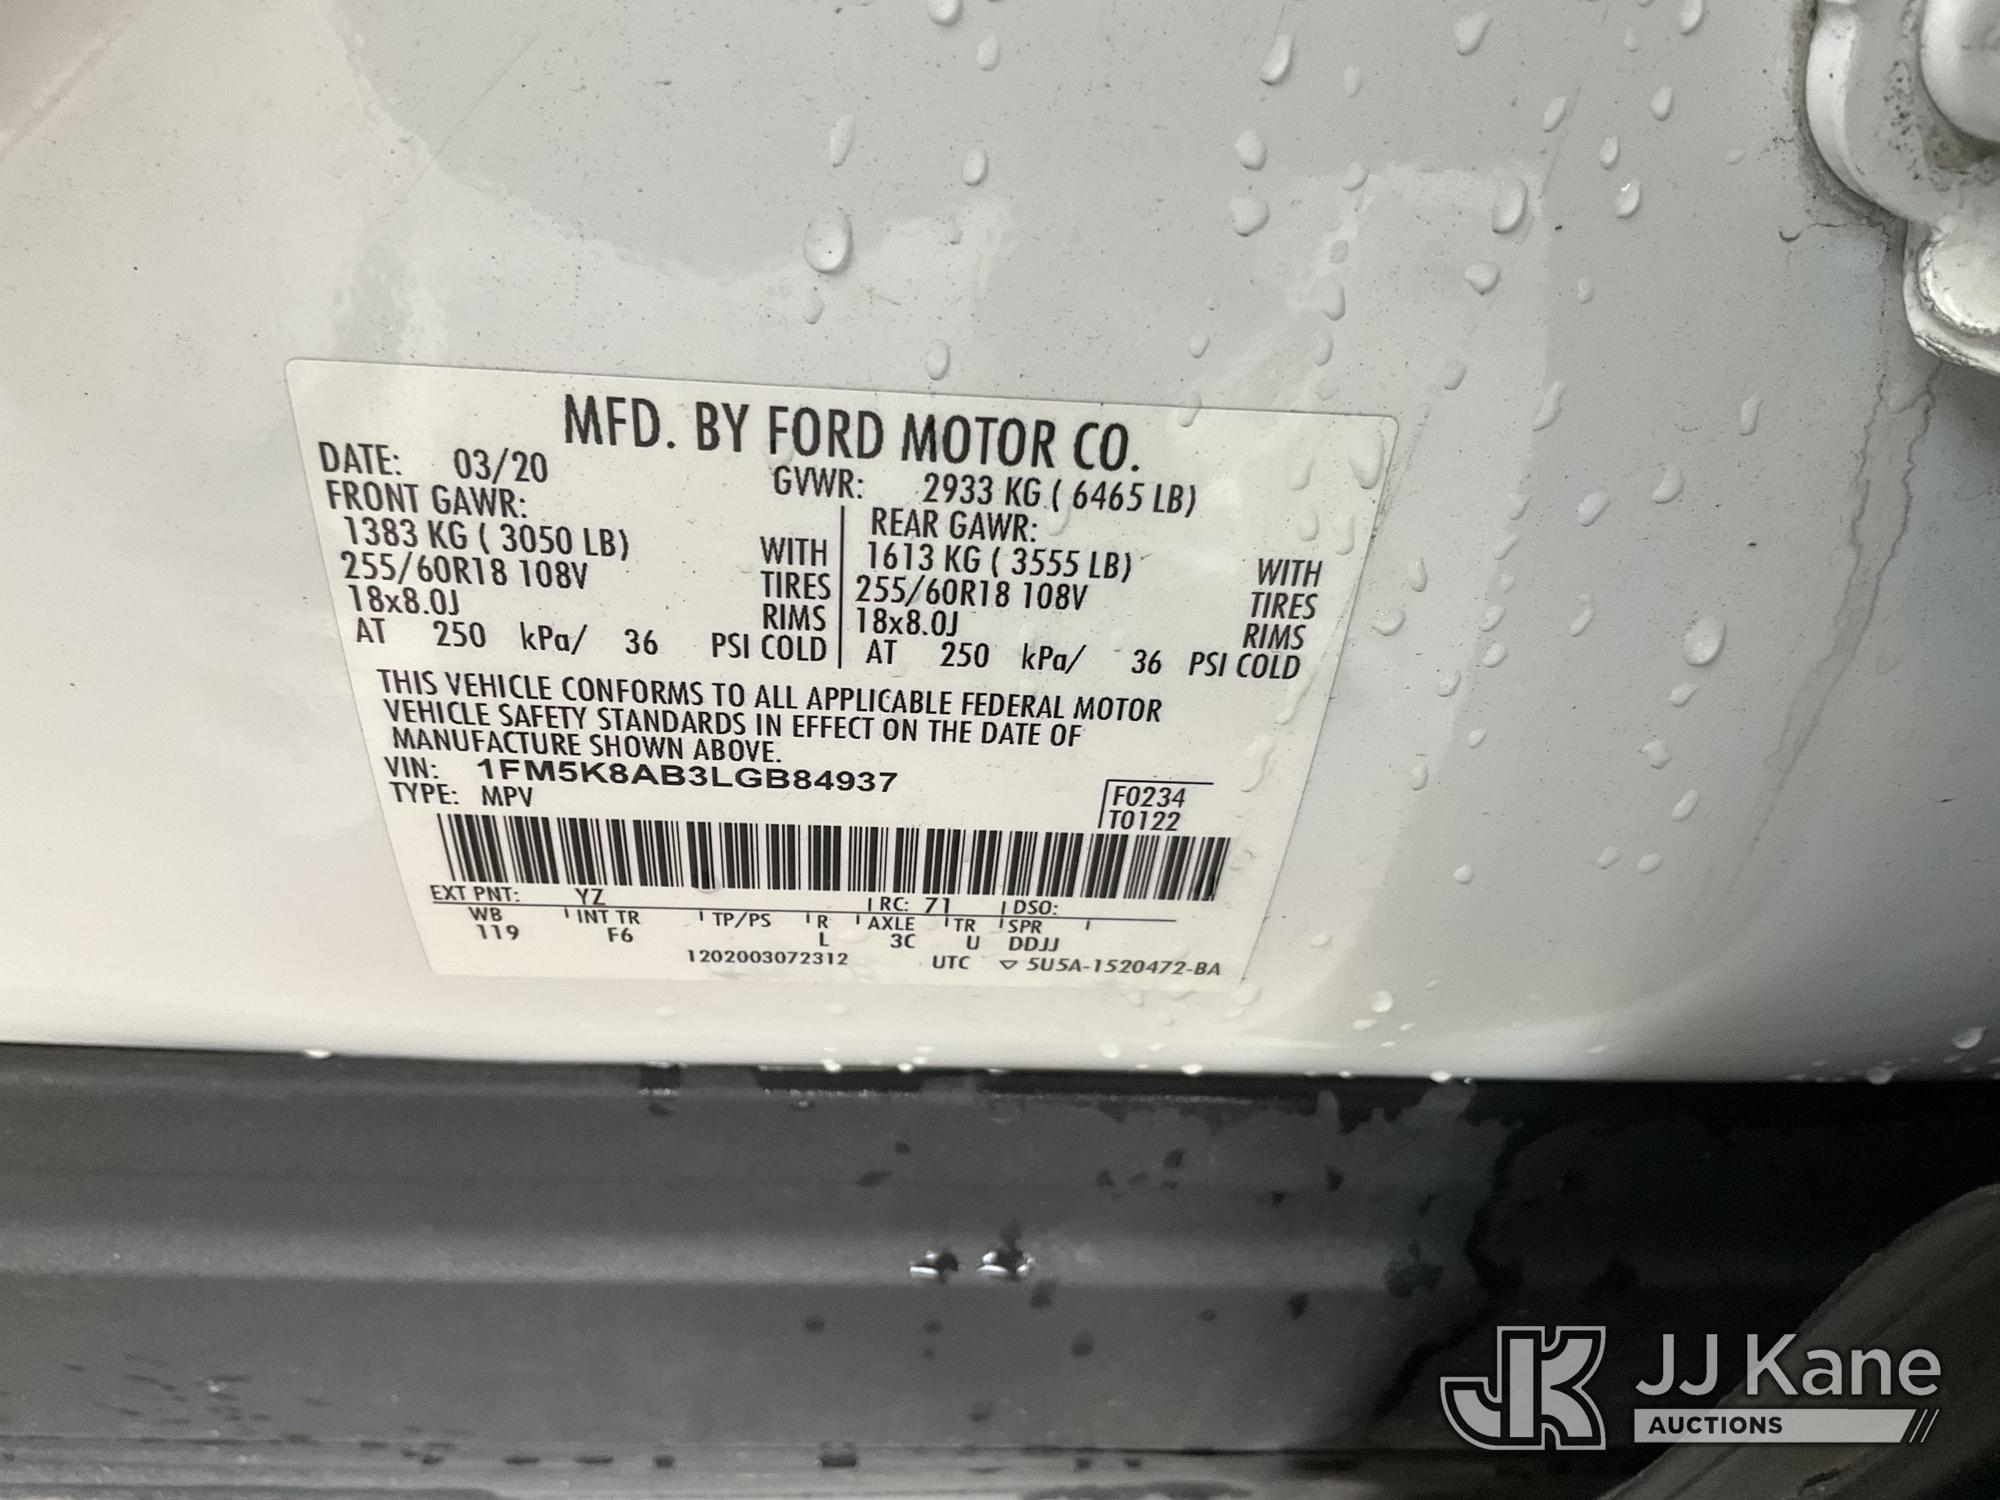 MFD. BY FORD MOTOR CO.
DATE: 03/20 GVWR: 2933 KG ( 6465 LB)
FRONT GAWR: REAR GAWR:
1383 KG ( 3050 LB) WITH 1613 KG ( 3555 LB) WITH
255/60R18 108V TIRES 255/60R18 108V TIRES
18x8.0J RIMS 18x8.0J RIMS
AT 250 kPa/ 36 PSI COLD AT 250 kPa/ 36 PSI COLD
THIS VEHICLE CONFORMS TO ALL APPLICABLE FEDERAL MOTOR
VEHICLE SAFETY STANDARDS IN EFFECT ON THE DATE OF
MANUFACTURE SHOWN ABOVE.
VIN: 1FM5K8AB3LGB84937
TYPE: MPV F0234
T0122
EXT PNT: YZ RC: 71 DSO:
WB INT TR TP/PS R AXLE TR SPR
119 F6 L 3C U DDJJ
1202003072312 UTC ▽ 5U5A-1520472-BA
JK JJ Kane
AUCTIONS